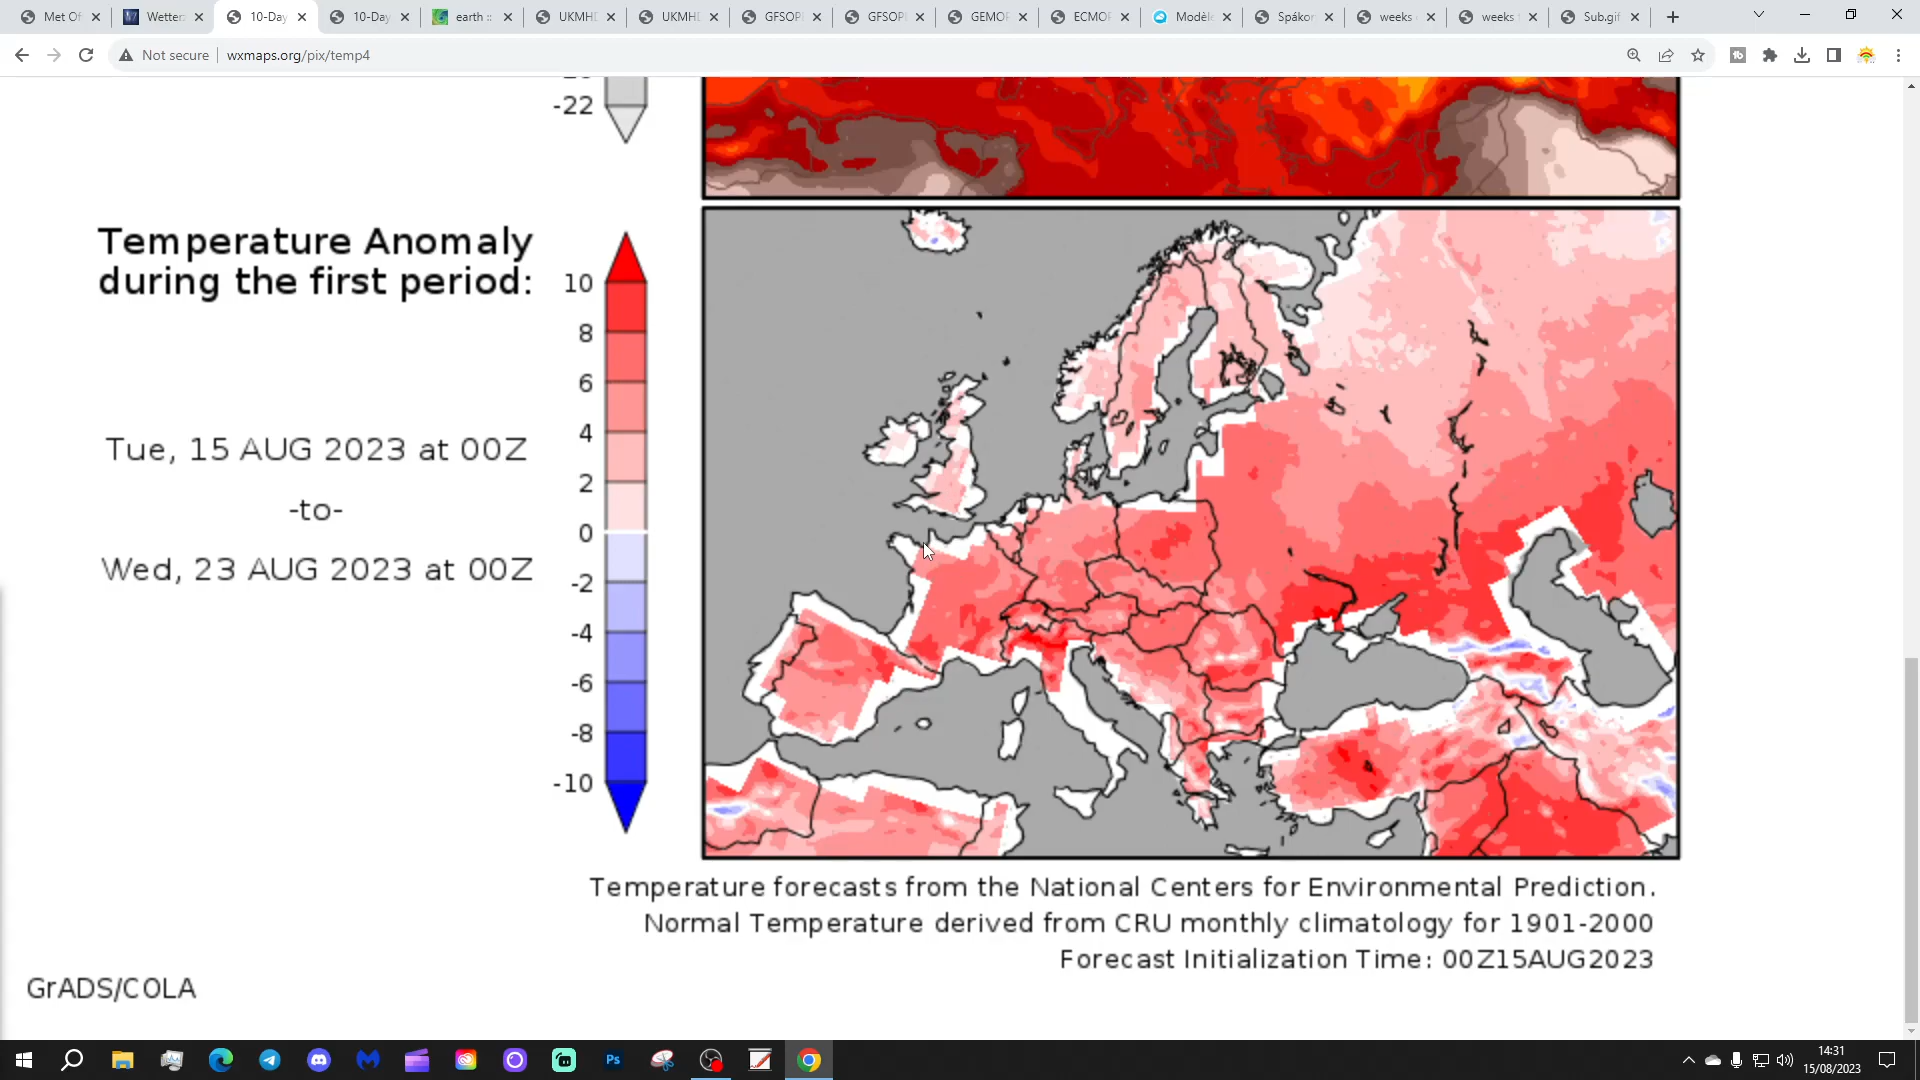 Met Of
Wetter
10-Day
10-Day
earth ::
UKMHI
UKMHI
GFSOP
GFSOP
GEMOF
ECMOF
Modèle
Spákor
weeks
weeks
Sub.gif
Not secure
wxmaps.org/pix/temp4
-22
Temperature Anomaly
during the first period:
Tue, 15 AUG 2023 at 00Z
-to-
Wed, 23 AUG 2023 at 00Z
10
8
6
4
2
0
-2
-4
-6
-8
-10
Temperature forecasts from the National Centers for Environmental Prediction.
Normal Temperature derived from CRU monthly climatology for 1901-2000
Forecast Initialization Time: 00Z15AUG2023
GrADS/COLA
Ps
14:31
15/08/2023